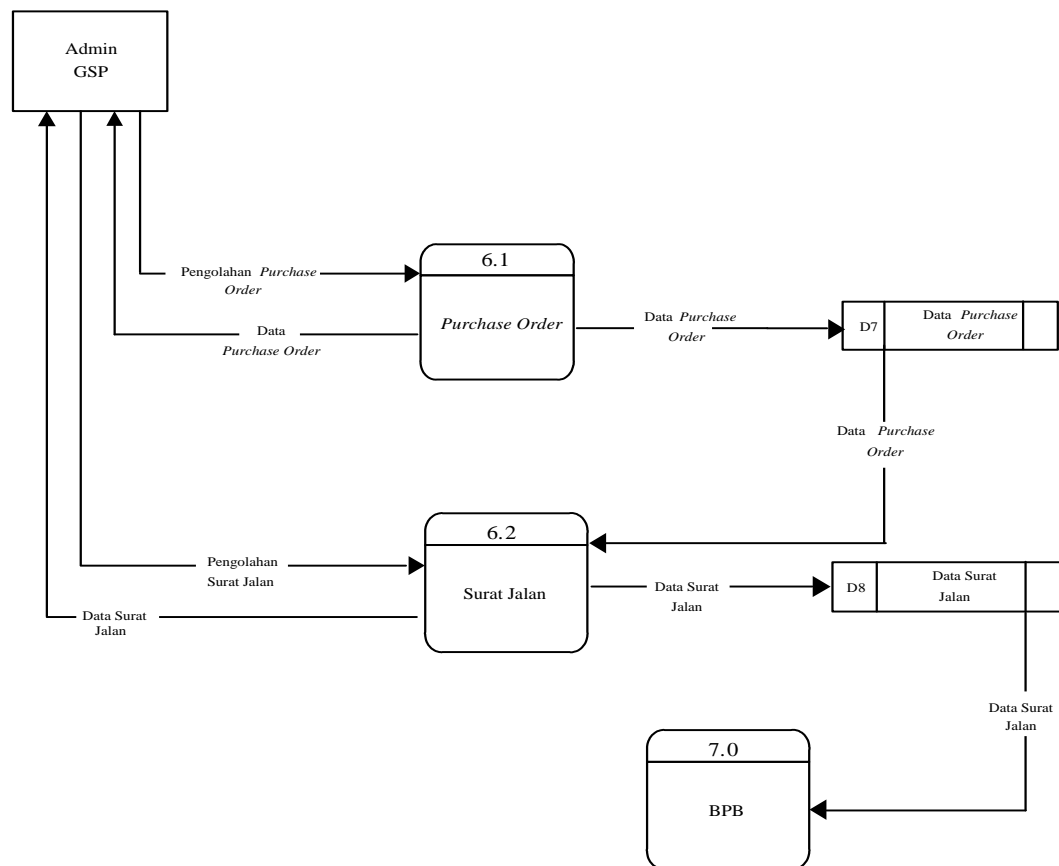 Admin
GSP
6.1
Pengolahan Purchase
Order
Purchase Order
Data
Purchase Order
Data Purchase
Order
D7
Data Purchase
Order
Data Purchase
Order
6.2
Pengolahan
Surat Jalan
Surat Jalan
Data Surat
Jalan
Data Surat
Jalan
D8
Data Surat
Jalan
Data Surat
Jalan
7.0
BPB